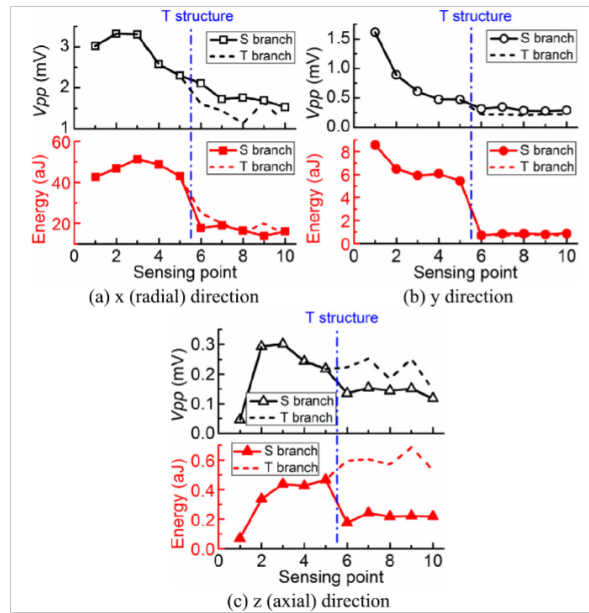 T structure
T structure
3
2
1
Vpp (mV)
S branch
T branch
1.5
1.0
0.5
0.0
Vpp (mV)
S branch
T branch
60
40
20
Energy (aJ)
S branch
T branch
8
6
4
2
0
Energy (aJ)
S branch
T branch
0 2 4 6 8 10
0 2 4 6 8 10
Sensing point
Sensing point
(a) x (radial) direction
(b) y direction
T structure
0.3
0.2
0.1
0.0
Vpp (mV)
S branch
T branch
0.6
0.4
0.2
0.0
Energy (aJ)
S branch
T branch
0 2 4 6 8 10
Sensing point
(c) z (axial) direction